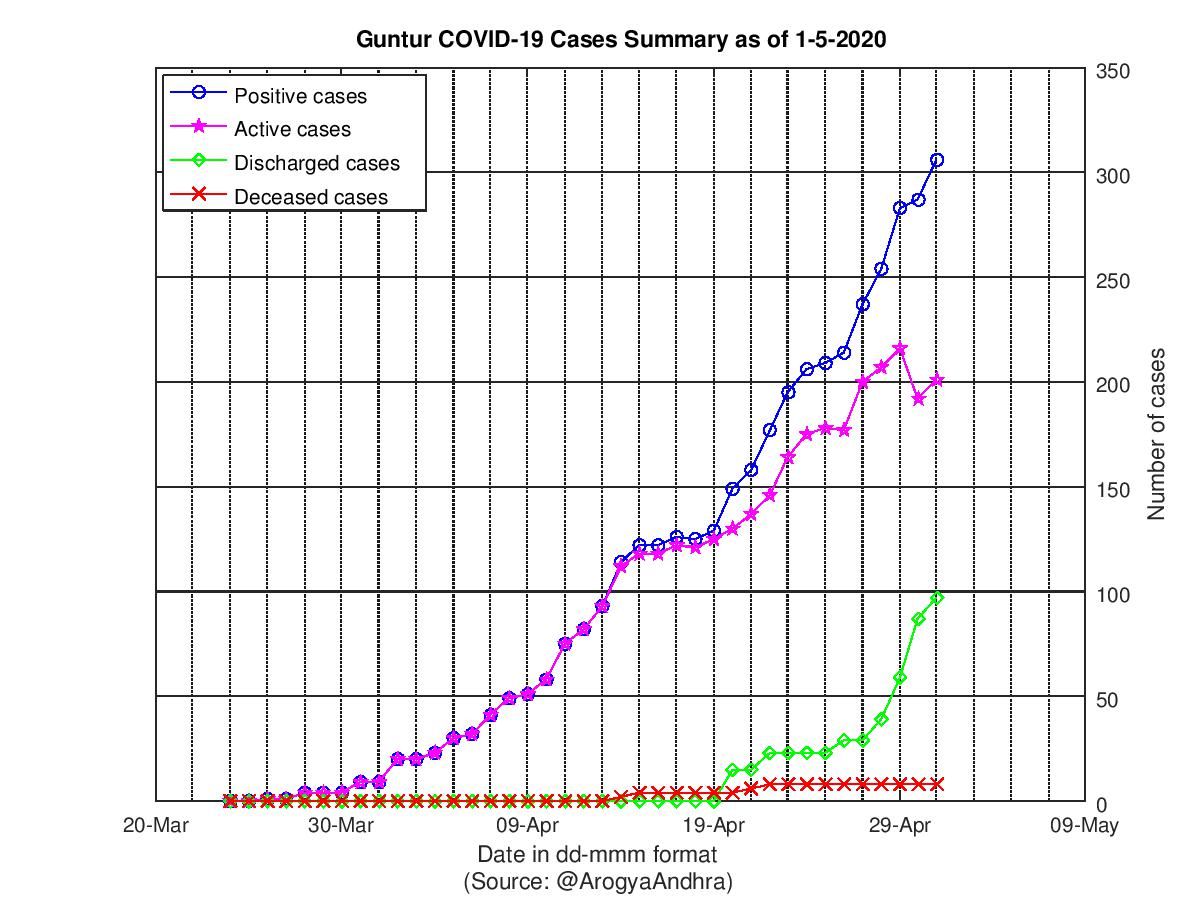 Guntur COVID-19 Cases Summary as of 1-5-2020
Positive cases
Active cases
Discharged cases
Deceased cases
350
300
250
200
150
100
50
0
Number of cases
20-Mar 30-Mar 09-Apr 19-Apr 29-Apr 09-May
Date in dd-mmm format
(Source: @ArogyaAndhra)